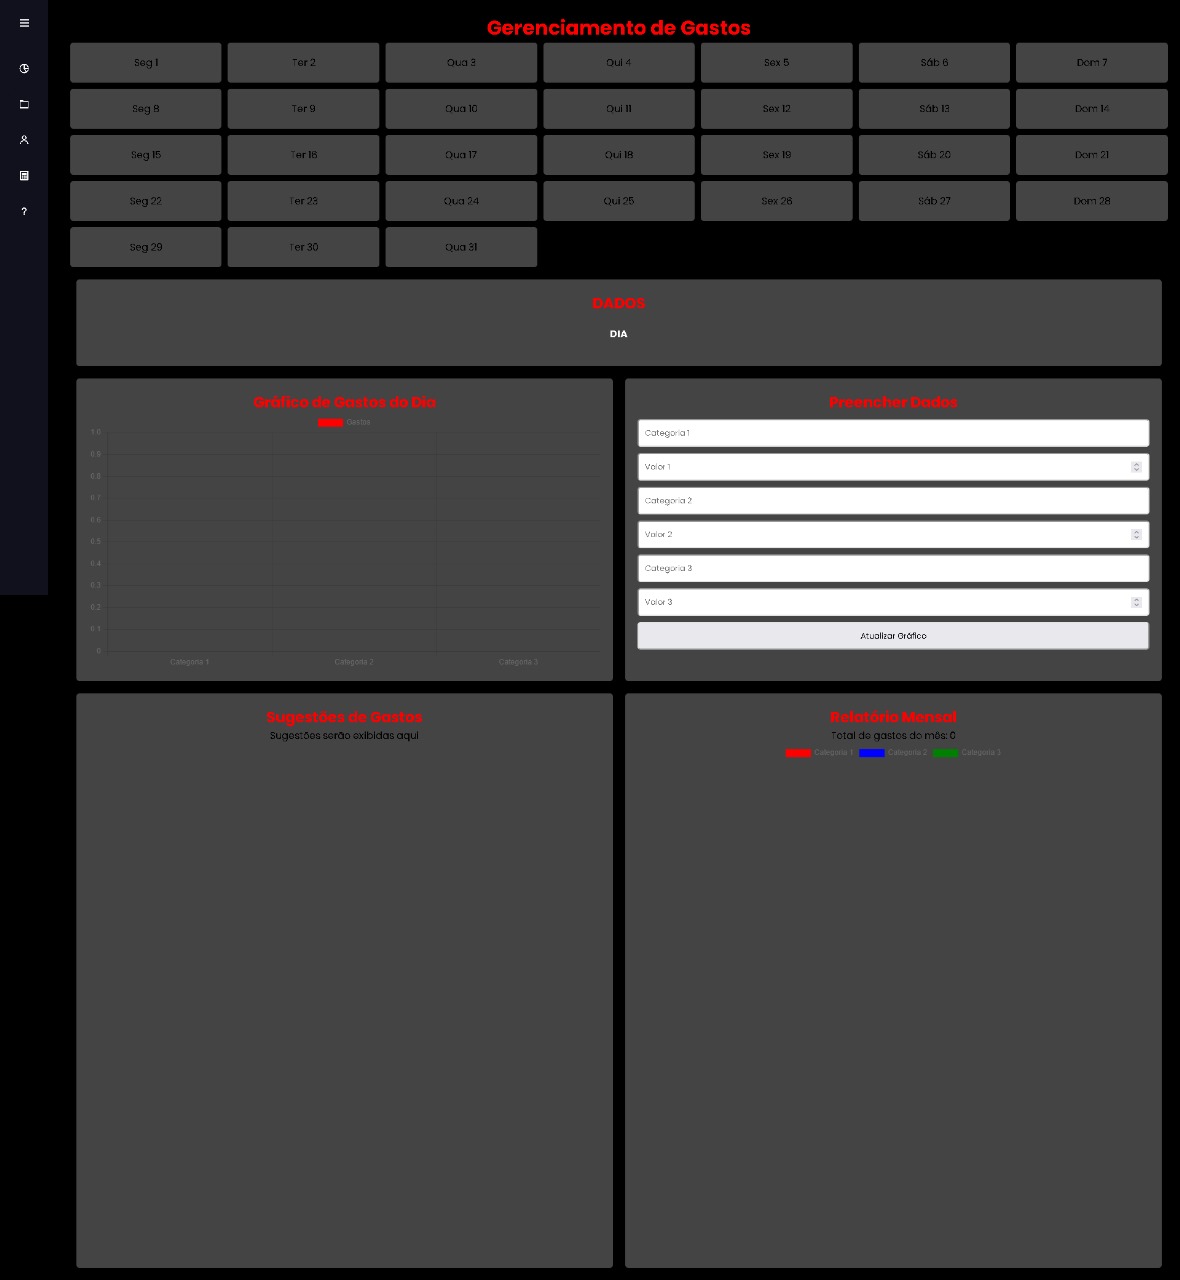 Gerenciamento de Gastos
Seg 1 Ter 2 Qua 3 Qui 4 Sex 5 Sáb 6 Dom 7
Seg 8 Ter 9 Qua 10 Qui 11 Sex 12 Sáb 13 Dom 14
Seg 15 Ter 16 Qua 17 Qui 18 Sex 19 Sáb 20 Dom 21
Seg 22 Ter 23 Qua 24 Qui 25 Sex 26 Sáb 27 Dom 28
Seg 29 Ter 30 Qua 31
DADOS
DIA
Gráfico de Gastos do Dia
Gastos
1.0
0.9
0.8
0.7
0.6
0.5
0.4
0.3
0.2
0.1
0
Categoria 1 Categoria 2 Categoria 3
Preencher Dados
Categoria 1
Valor 1
Categoria 2
Valor 2
Categoria 3
Valor 3
Atualizar Gráfico
Sugestões de Gastos
Sugestões serão exibidas aqui
Relatório Mensal
Total de gastos do mês: 0
Categoria 1 Categoria 2 Categoria 3